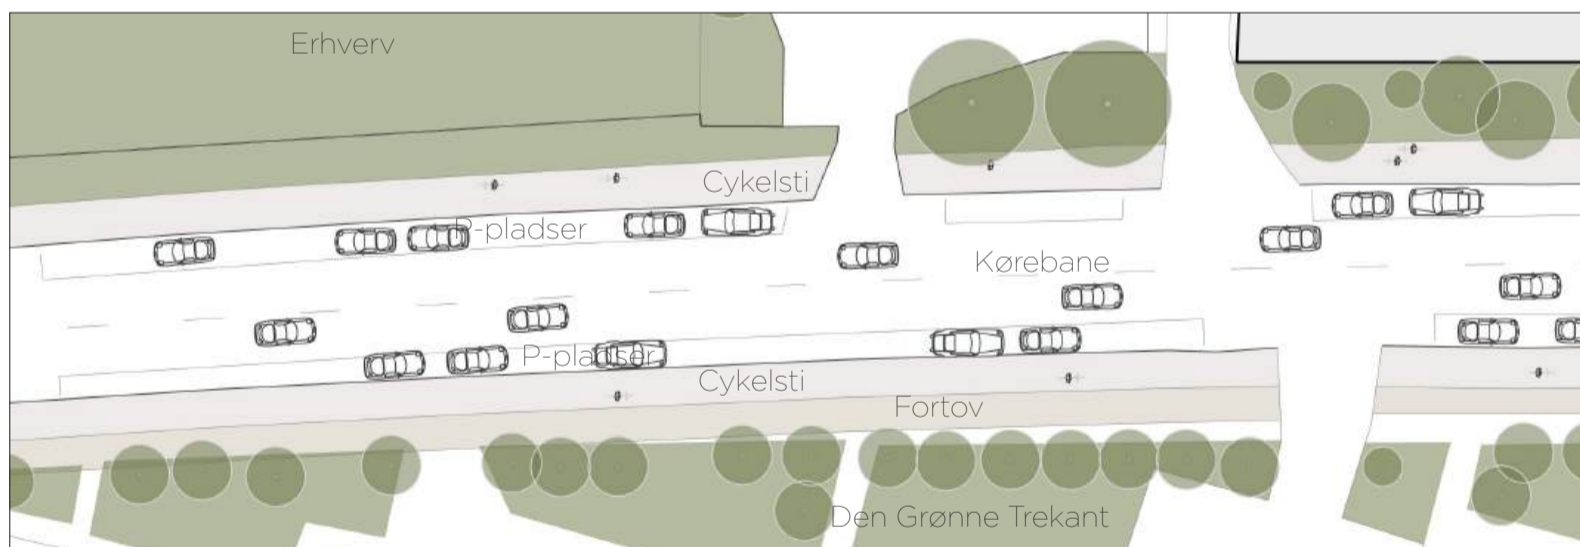 Erhverv
Cykelsti
P-pladser
Kørebane
P-pladser
Cykelsti
Fortov
Den Grønne Trekant